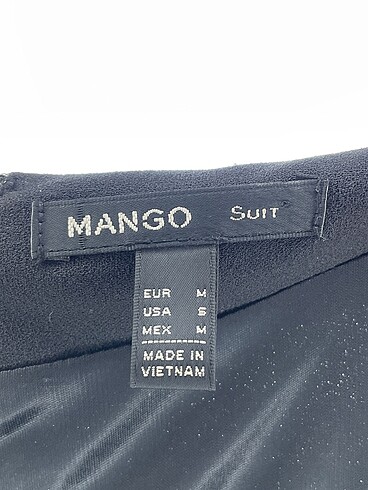 MANGO SUIT
EUR M
USA S
MEX M
MADE IN
VIETNAM